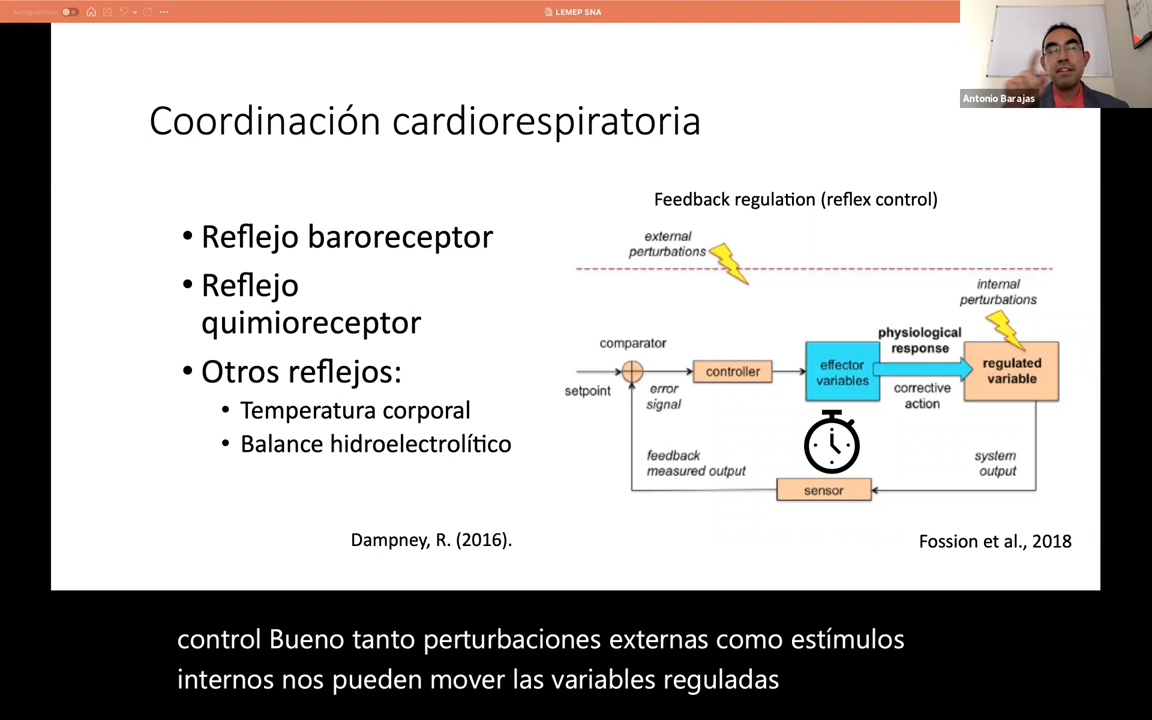 Autoguardado
LEMEP SNA
Antonio Barajas
Coordinación cardiorespiratoria
• Reflejo baroreceptor
• Reflejo
quimioreceptor
• Otros reflejos:
• Temperatura corporal
• Balance hidroelectrolítico
Dampney, R. (2016).
Feedback regulation (reflex control)
external
perturbations
internal
perturbations
comparator
setpoint
error
signal
controller
effector
variables
physiological
response
corrective
action
regulated
variable
feedback
measured output
system
output
sensor
Fossion et al., 2018
control Bueno tanto perturbaciones externas como estímulos
internos nos pueden mover las variables reguladas